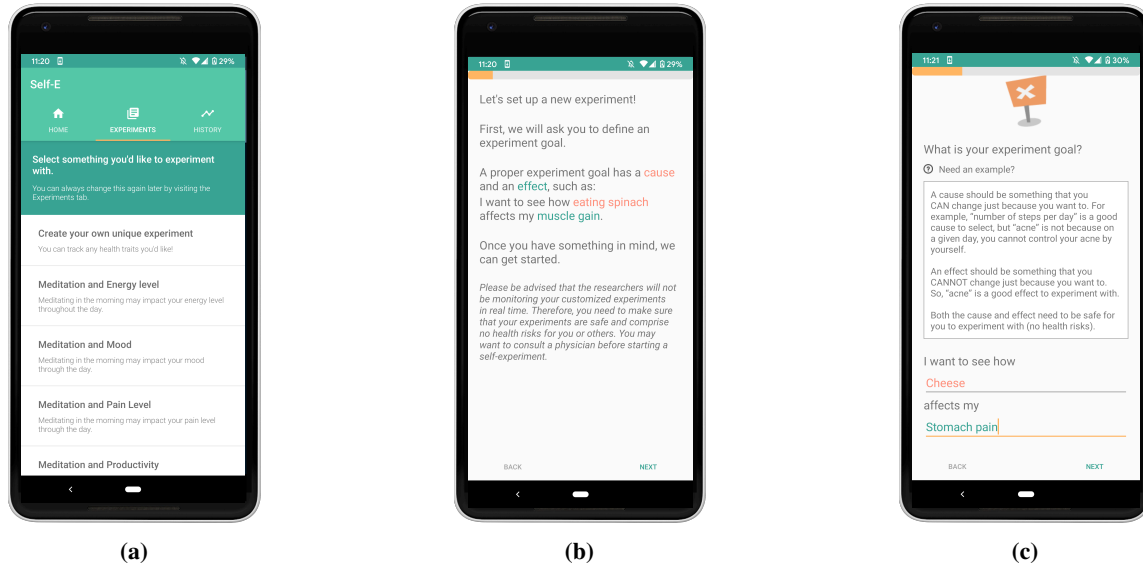 11:20 29%
Self-E
HOME EXPERIMENTS HISTORY
Select something you'd like to experiment
with.
You can always change this again later by visiting the
Experiments tab.
Create your own unique experiment
You can track any health traits you'd like!
Meditation and Energy level
Meditating in the morning may impact your energy level
throughout the day.
Meditation and Mood
Meditating in the morning may impact your mood
through the day.
Meditation and Pain Level
Meditating in the morning may impact your pain level
through the day.
Meditation and Productivity
(a)
11:20 29%
Let's set up a new experiment!
First, we will ask you to define an
experiment goal.
A proper experiment goal has a cause
and an effect, such as:
I want to see how eating spinach
affects my muscle gain.
Once you have something in mind, we
can get started.
Please be advised that the researchers will not
be monitoring your customized experiments
in real time. Therefore, you need to make sure
that your experiments are safe and comprise
no health risks for you or others. You may
want to consult a physician before starting a
self-experiment.
BACK NEXT
(b)
11:21 30%
What is your experiment goal?
Need an example?
A cause should be something that you
CAN change just because you want to. For
example, “number of steps per day” is a good
cause to select, but “acne” is not because on
a given day, you cannot control your acne by
yourself.
An effect should be something that you
CANNOT change just because you want to.
So, “acne” is a good effect to experiment with.
Both the cause and effect need to be safe for
you to experiment with (no health risks).
I want to see how
Cheese
affects my
Stomach pain
BACK NEXT
(c)